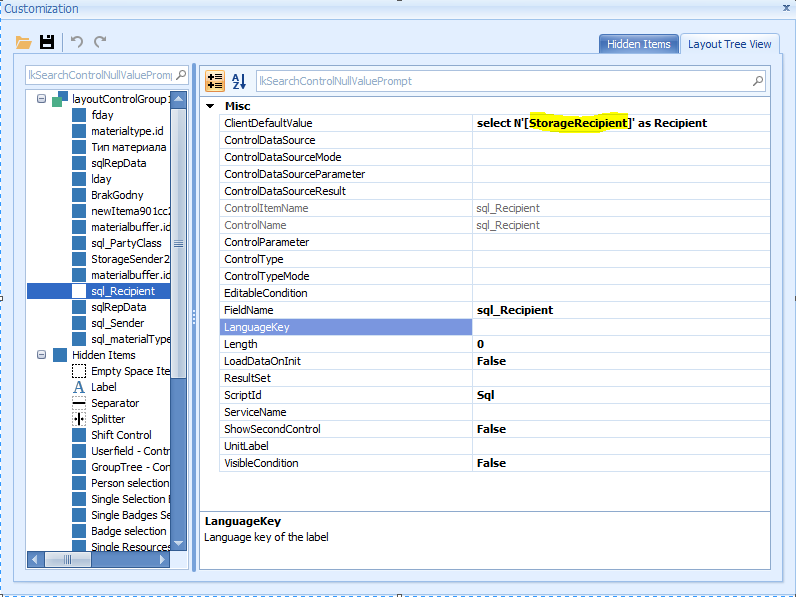 Customization
x
Hidden Items
Layout Tree View
lkSearchControlNullValuePromp
layoutControlGroup1
fday
materialtype.id
Тип материала
sqlRepData
lday
BrakGodny
newItema901cc2
materialbuffer.id
sql_PartyClass
StorageSender2
materialbuffer.id
sql_Recipient
sqlRepData
sql_Sender
sql_materialType
Hidden Items
Empty Space Ite
A Label
Separator
Splitter
Shift Control
Userfield - Contr
GroupTree - Con
Person selection
Single Selection B
Single Badges Se
Badge selection
Single Resources
A Z
lkSearchControlNullValuePrompt
Misc
ClientDefaultValue select N'[StorageRecipient]' as Recipient
ControlDataSource
ControlDataSourceMode
ControlDataSourceParameter
ControlDataSourceResult
ControlItemName sql_Recipient
ControlName sql_Recipient
ControlParameter
ControlType
ControlTypeMode
EditableCondition
FieldName sql_Recipient
LanguageKey
Length 0
LoadDataOnInit False
ResultSet
ScriptId Sql
ServiceName
ShowSecondControl False
UnitLabel
VisibleCondition False
LanguageKey
Language key of the label